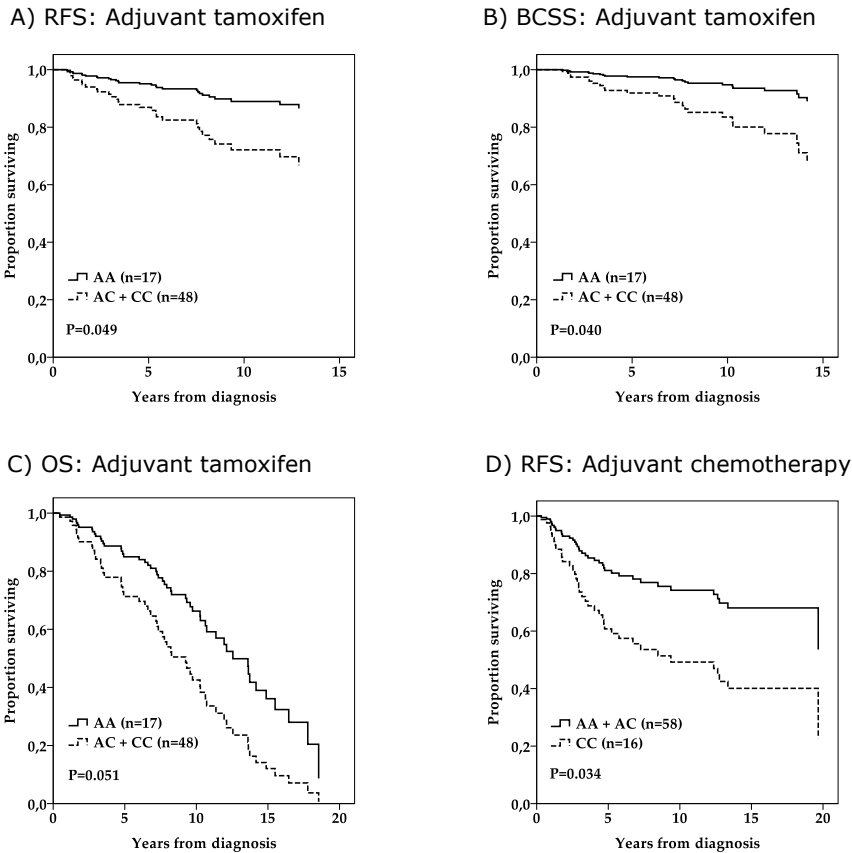 A) RFS: Adjuvant tamoxifen
Proportion surviving
1,0
0,8
0,6
0,4
0,2
0,0
AA (n=17)
AC + CC (n=48)
P=0.049
0 5 10 15
Years from diagnosis
B) BCSS: Adjuvant tamoxifen
Proportion surviving
1,0
0,8
0,6
0,4
0,2
0,0
AA (n=17)
AC + CC (n=48)
P=0.040
0 5 10 15
Years from diagnosis
C) OS: Adjuvant tamoxifen
Proportion surviving
1,0
0,8
0,6
0,4
0,2
0,0
AA (n=17)
AC + CC (n=48)
P=0.051
0 5 10 15 20
Years from diagnosis
D) RFS: Adjuvant chemotherapy
Proportion surviving
1,0
0,8
0,6
0,4
0,2
0,0
AA + AC (n=58)
CC (n=16)
P=0.034
0 5 10 15 20
Years from diagnosis